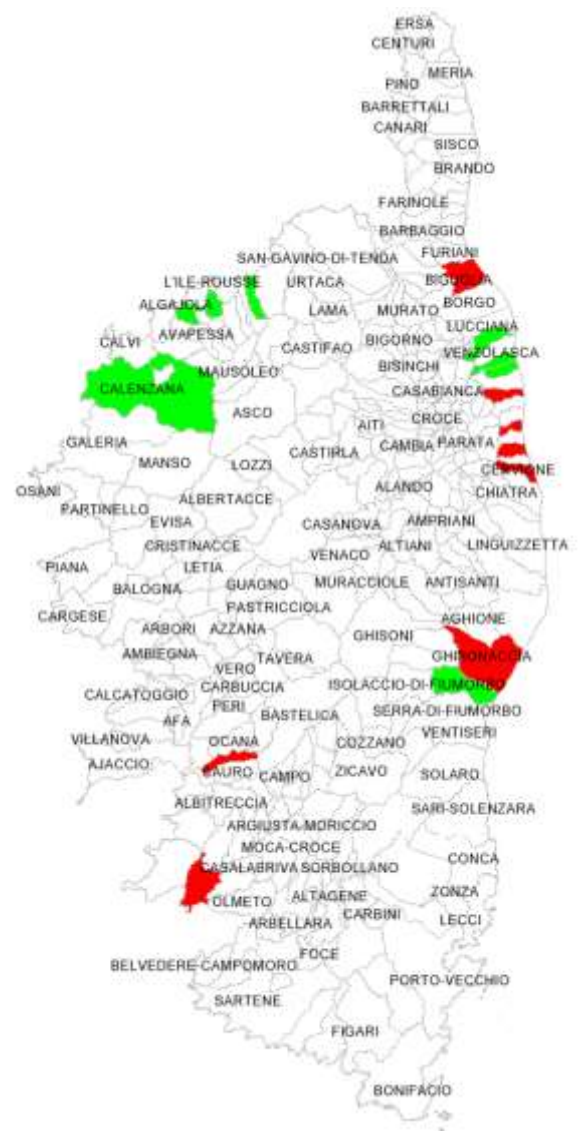 ERSA
CENTURI
MERIA
PINO
BARRETTALI
CANARI
SISCO
BRANDO
FARINOLE
BARBAGGIO
SAN-GAVINO-DI-TENDA
FURIANI
L'ILE-ROUSSE
URTACA
BIGUGLIA
ALGAJOLA
LAMA
MURATO
BORGO
AVAPESSA
LUCCIANA
CALVI
CASTIFAO
BIGORNO
VENZOLASCA
MAUSOLEO
BISINCHI
CALENZANA
CASABIANCA
ASCO
CROCE
AITI
GALERIA
CAMBIA
PARATA
CASTIRLA
MANSO
LOZZI
CERVIONE
OSANI
ALANDO
CHIATRA
ALBERTACCE
PARTINELLO
EVISA
CASANOVA
AMPRIANI
CRISTINACCE
ALTIANI
LINGUIZZETTA
VENACO
PIANA
LETIA
BALOGNA
GUAGNO
MURACCIOLE
ANTISANTI
CARGESE
PASTRICCIOLA
AGHIONE
ARBORI
AZZANA
GHISONI
AMBIEGNA
TAVERA
GHISONACCIA
VERO
CARBUCCIA
ISOLACCIO-DI-FIUMORBO
CALCATOGGIO
PERI
AFA
BASTELICA
SERRA-DI-FIUMORBO
VENTISERI
VILLANOVA
OCANA
COZZANO
AJACCIO
CAURO
CAMPO
ZICAVO
SOLARO
ALBITRECCIA
SARI-SOLENZARA
ARGIUSTA-MORICCIO
MOCA-CROCE
CONCA
CASALABRIVA
SORBOLLANO
ZONZA
OLMETO
ALTAGENE
CARBINI
LECCI
ARBELLARA
FOCE
BELVEDERE-CAMPOMORO
PORTO-VECCHIO
SARTENE
FIGARI
BONIFACIO